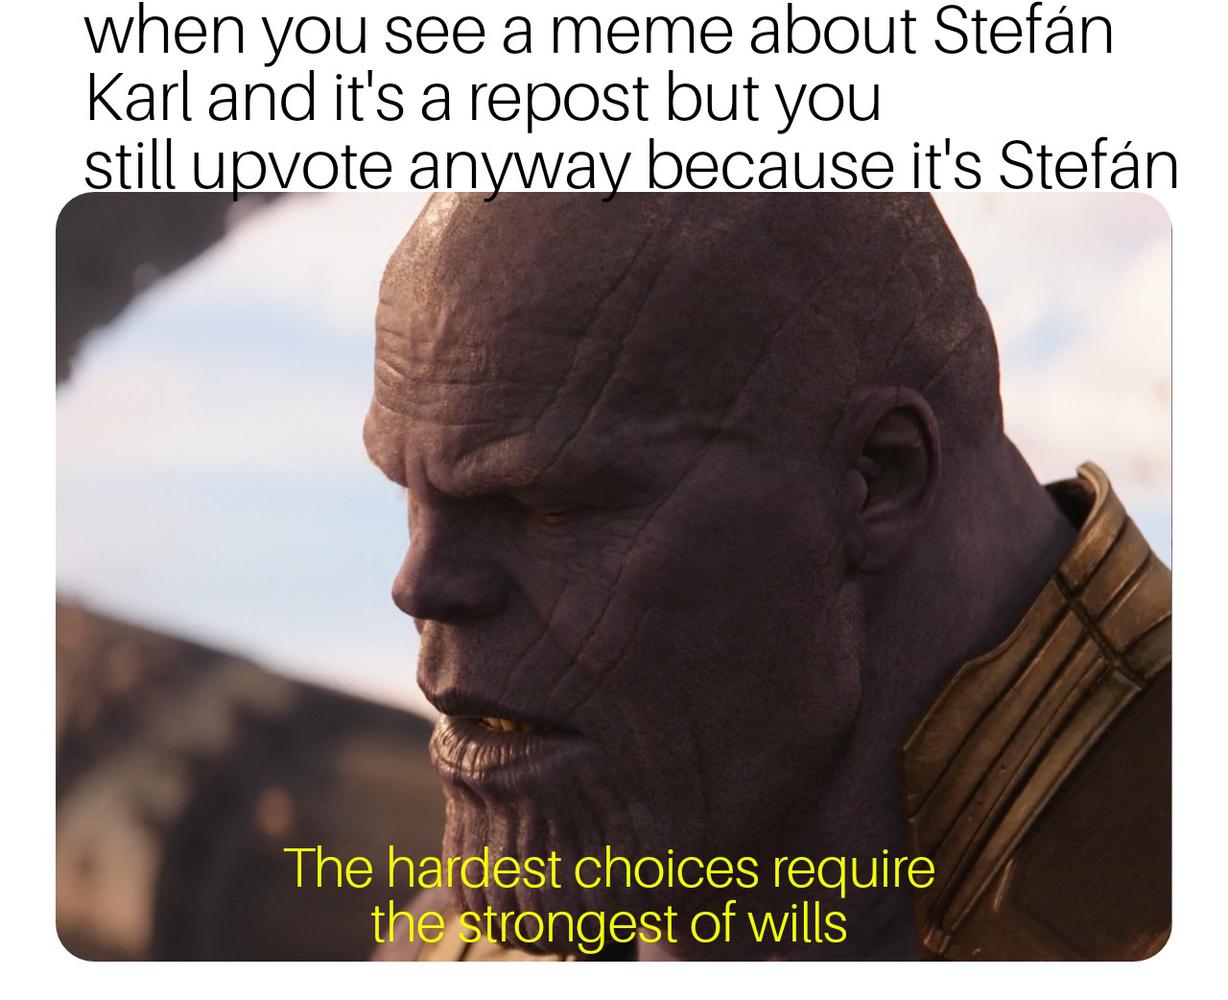 when you see a meme about Stefán
Karl and it's a repost but you
still upvote anyway because it's Stefán
The hardest choices require
the strongest of wills